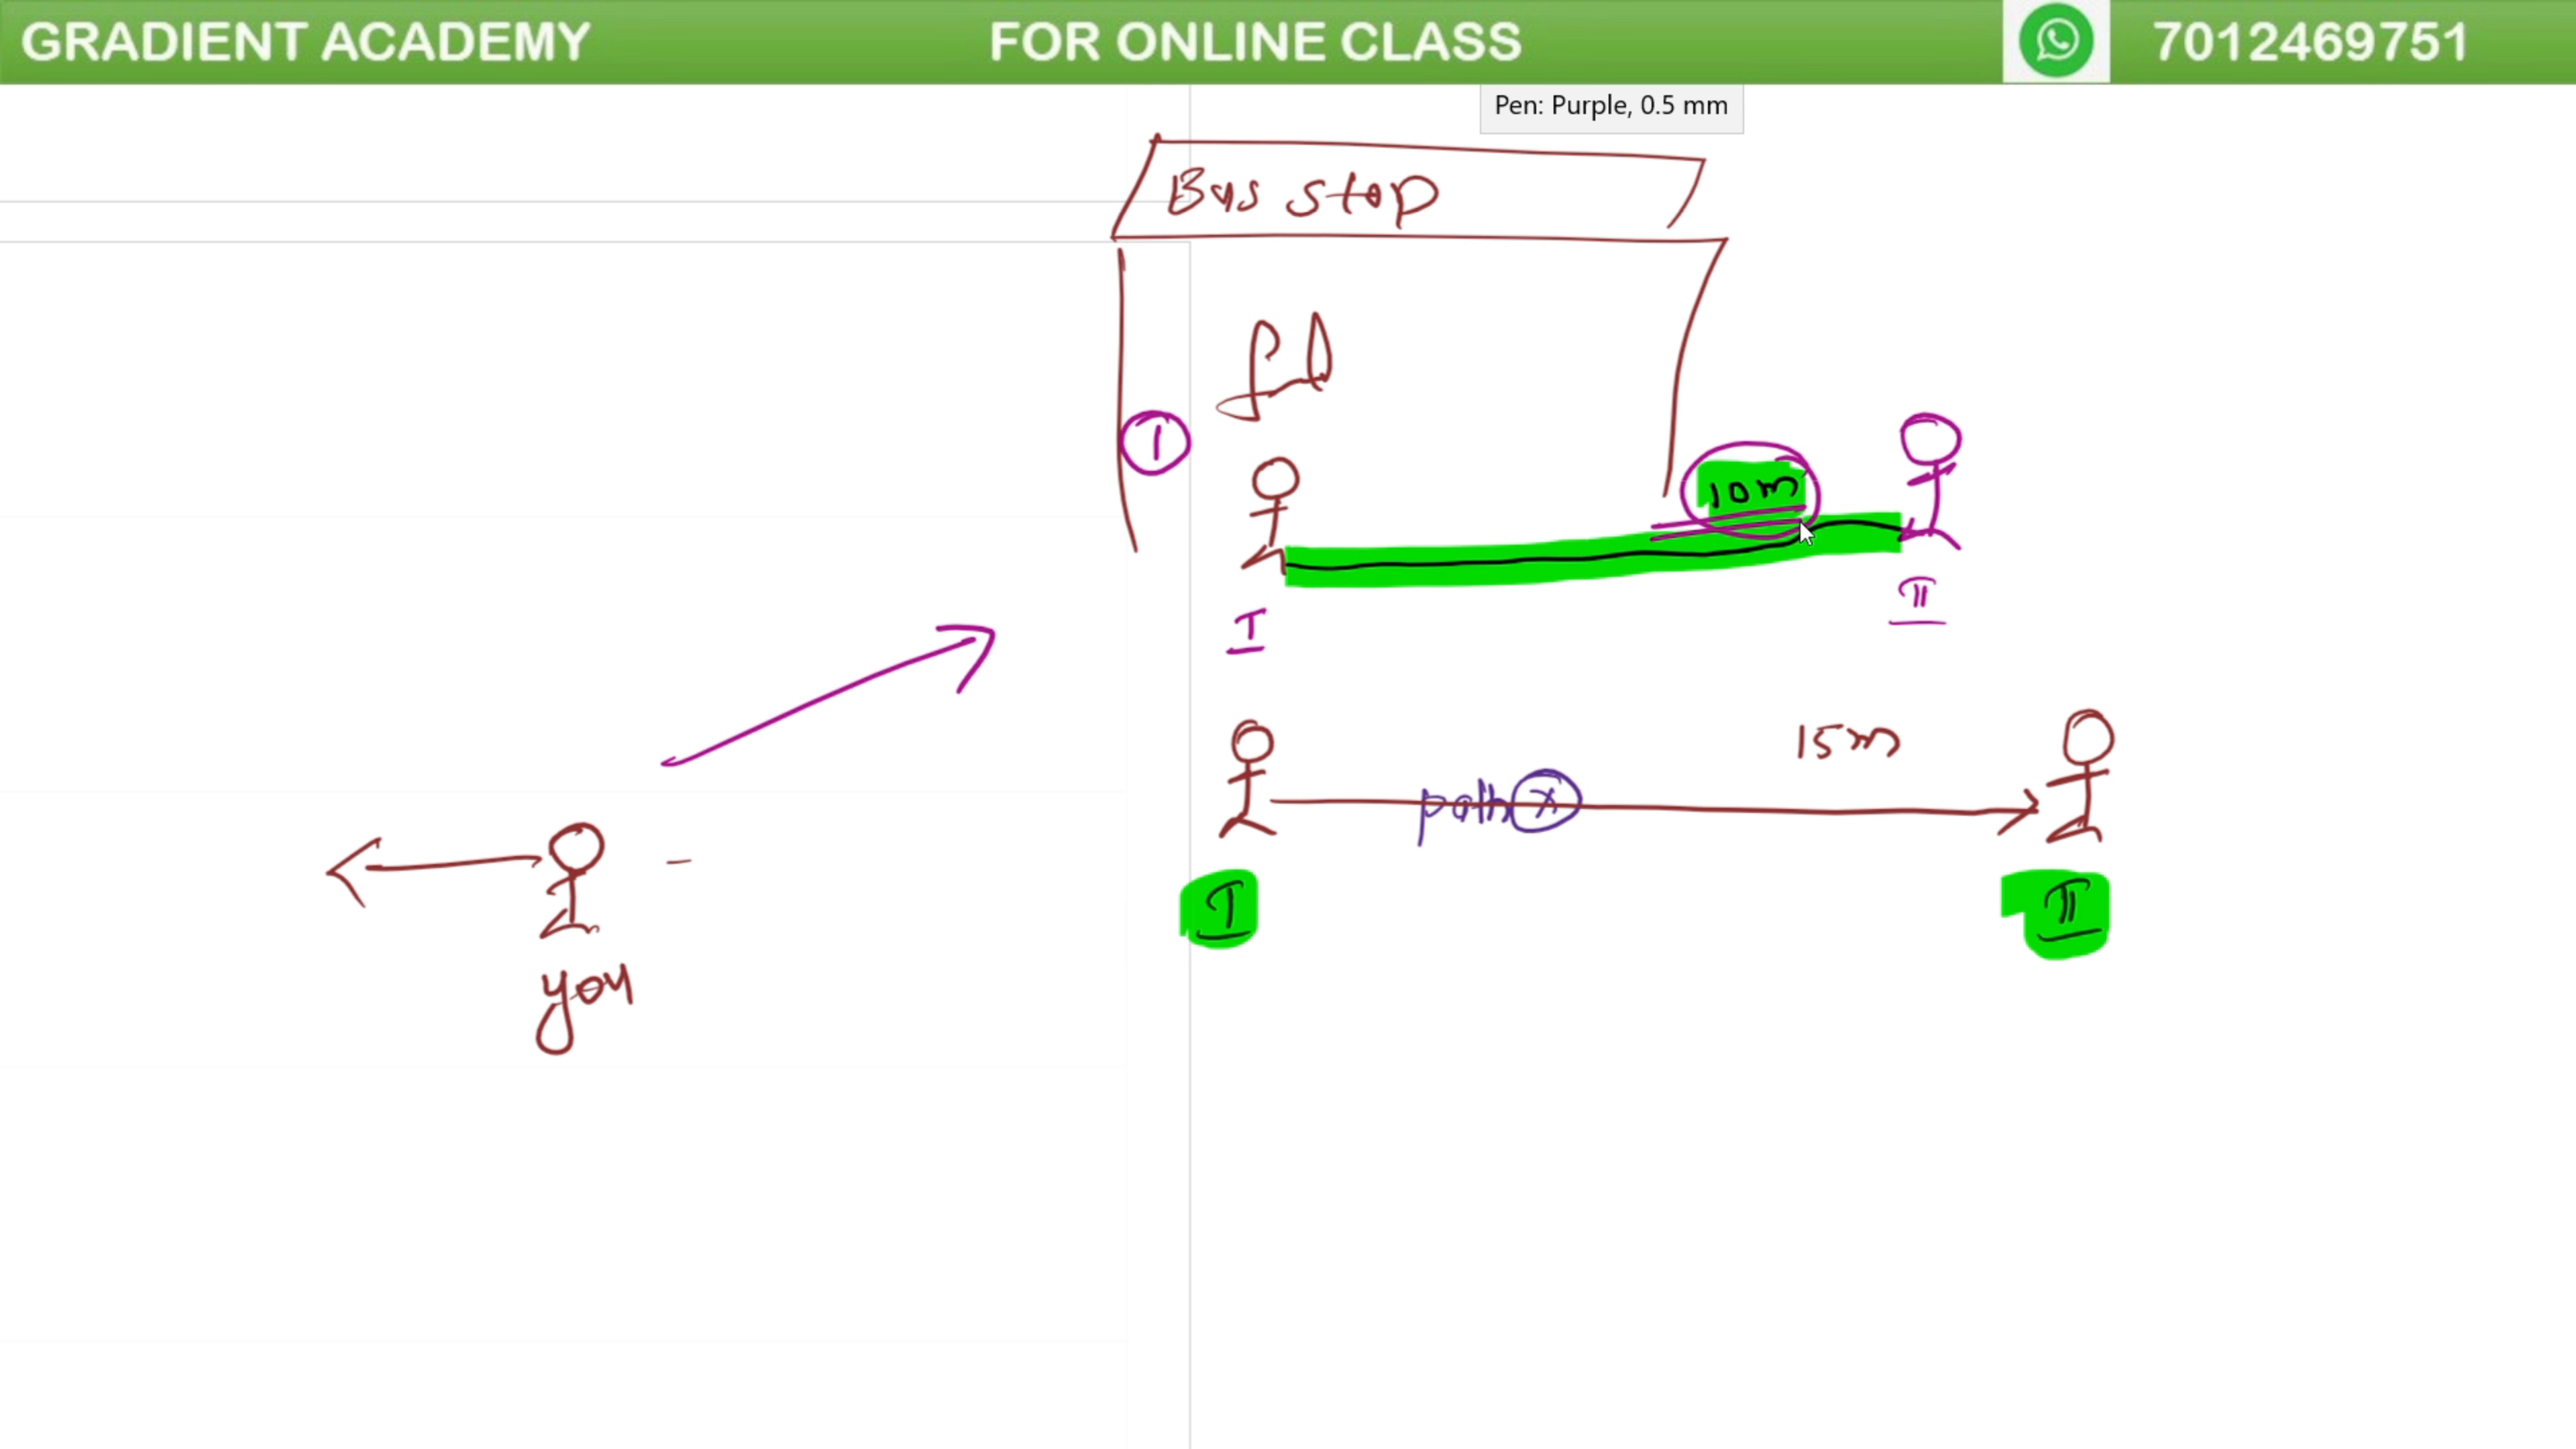 GRADIENT ACADEMY FOR ONLINE CLASS 7012469751
Pen: Purple, 0.5 mm
Bus stop
I
10m
I
II
15m
path x
I
II
you